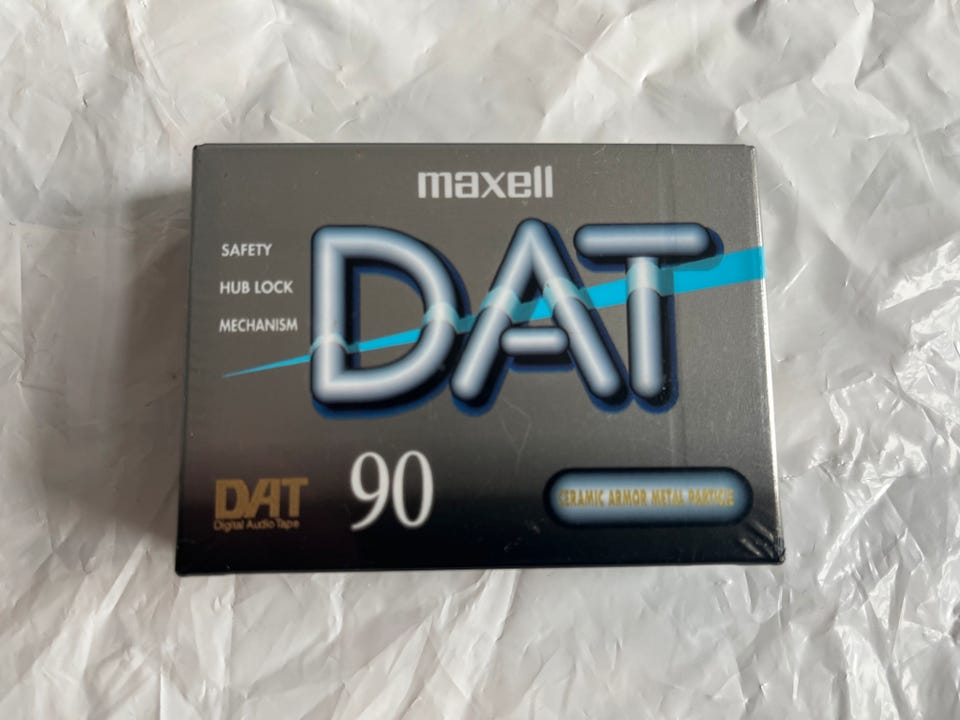 maxell
SAFETY
HUB LOCK
MECHANISM
DAT
DAT
Digital Audio Tape
90
CERAMIC ARMOR METAL PARTICLE